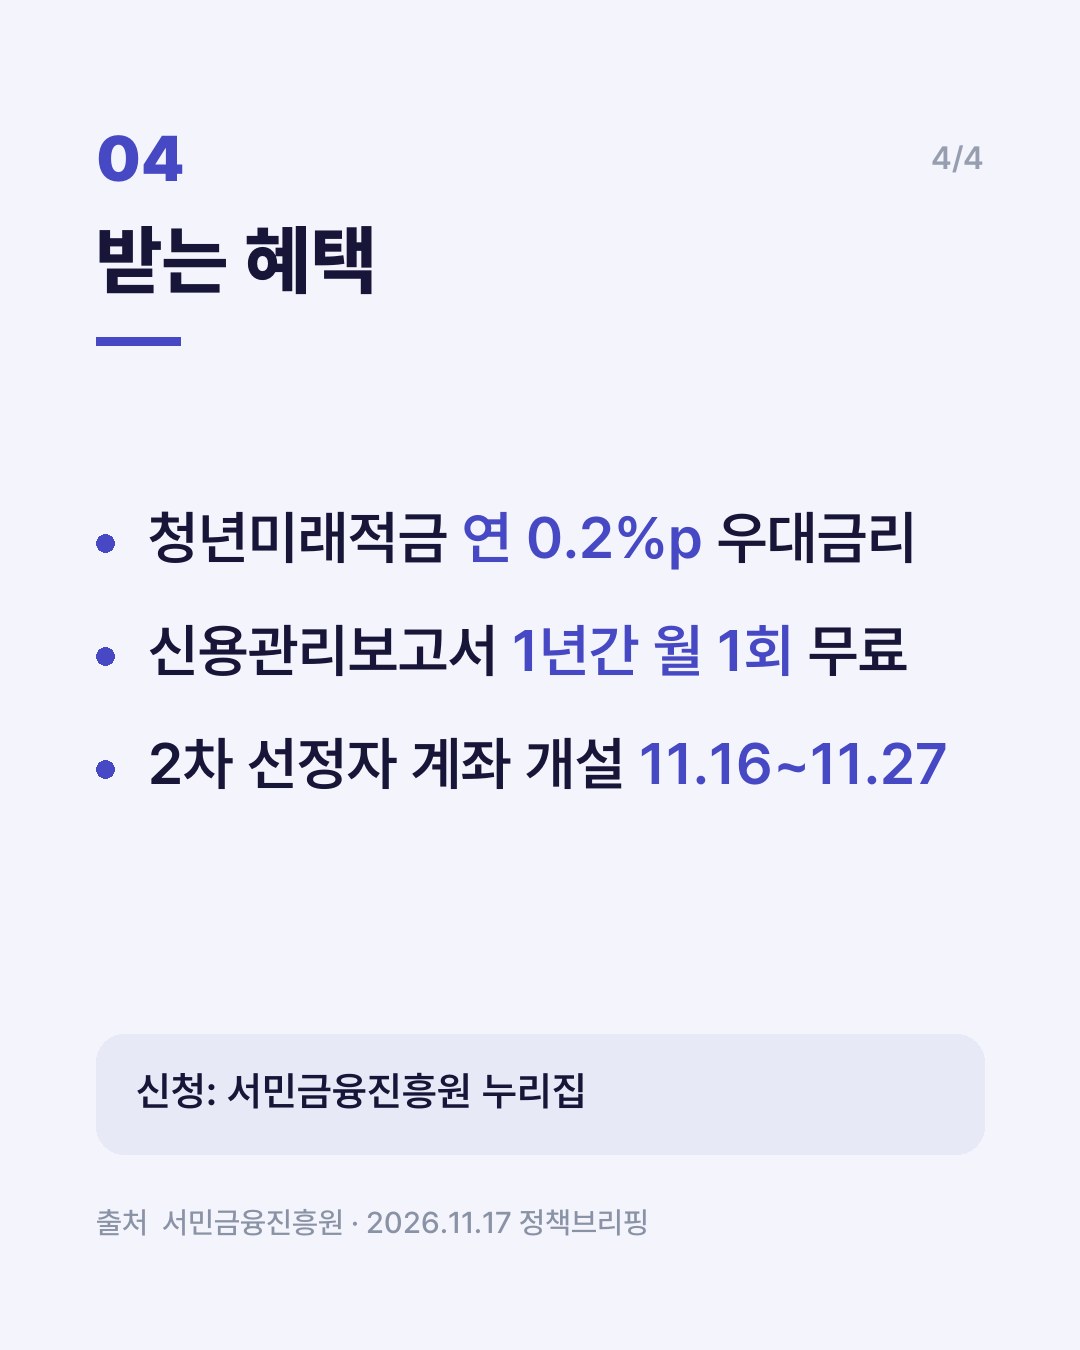 04
4/4
받는 혜택
청년미래적금 연 0.2%p 우대금리
신용관리보고서 1년간 월 1회 무료
2차 선정자 계좌 개설 11.16~11.27
신청: 서민금융진흥원 누리집
출처 서민금융진흥원 · 2026.11.17 정책브리핑